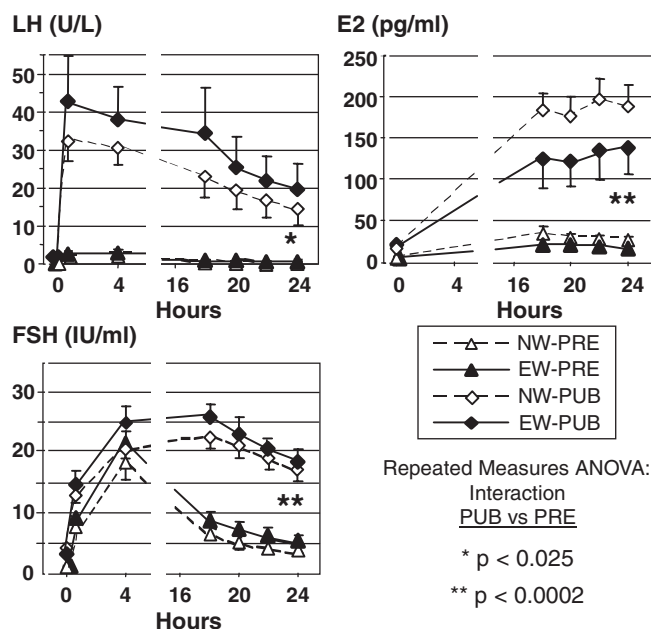 LH (U/L)
50
40
30
20
10
0
0
4
16
20
24
Hours
*
E2 (pg/ml)
250
200
150
100
50
0
0
16
20
24
Hours
**
FSH (IU/ml)
30
20
10
0
0
4
16
20
24
Hours
**
NW-PRE
EW-PRE
NW-PUB
EW-PUB
Repeated Measures ANOVA:
Interaction
PUB vs PRE
* p < 0.025
** p < 0.0002